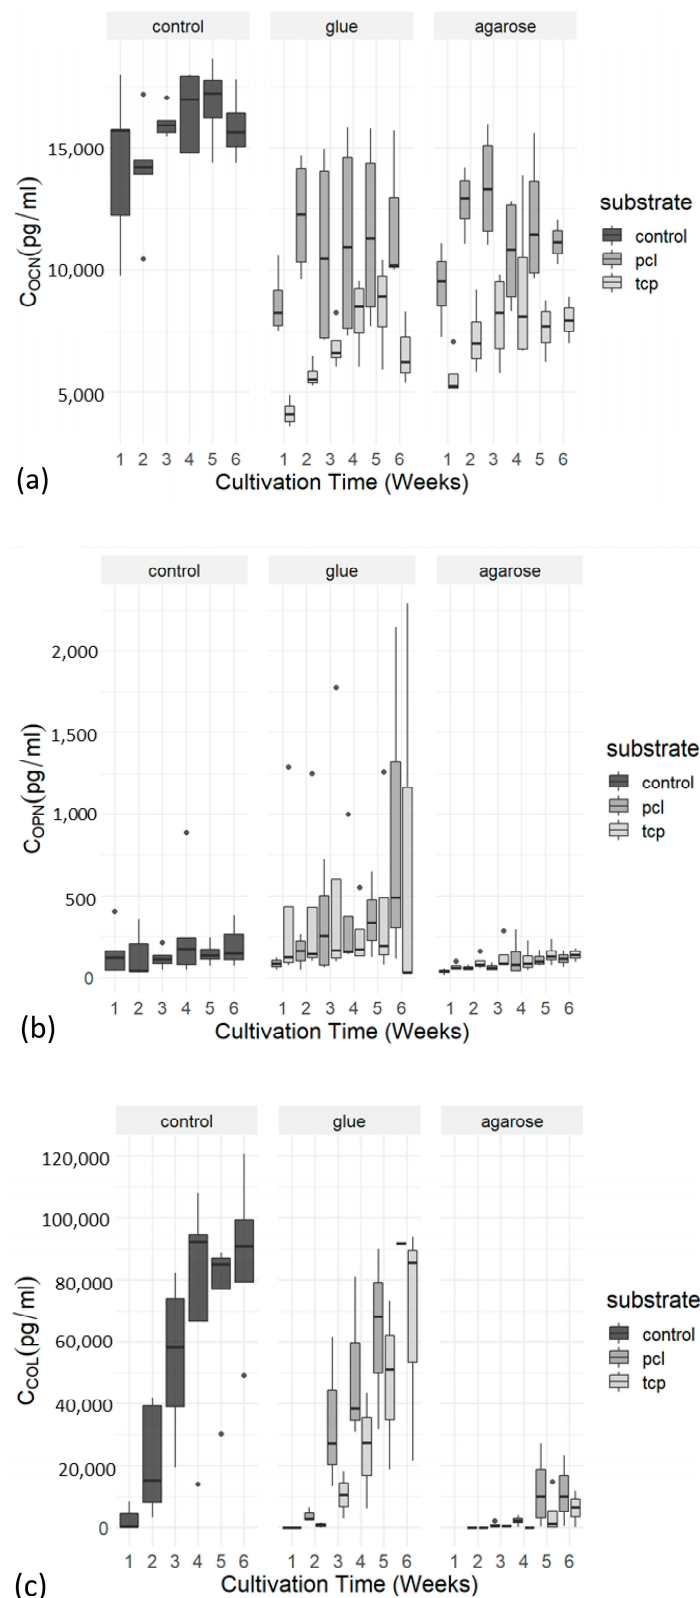 control glue agarose
15,000
10,000
5,000
C_OCN(pg/ml)
substrate
control
pcl
tcp
1 2 3 4 5 6 1 2 3 4 5 6 1 2 3 4 5 6
Cultivation Time (Weeks)
(a)
control glue agarose
2,000
1,500
1,000
500
0
C_OPN(pg/ml)
substrate
control
pcl
tcp
1 2 3 4 5 6 1 2 3 4 5 6 1 2 3 4 5 6
Cultivation Time (Weeks)
(b)
control glue agarose
120,000
100,000
80,000
60,000
40,000
20,000
0
C_COL(pg/ml)
substrate
control
pcl
tcp
1 2 3 4 5 6 1 2 3 4 5 6 1 2 3 4 5 6
Cultivation Time (Weeks)
(c)